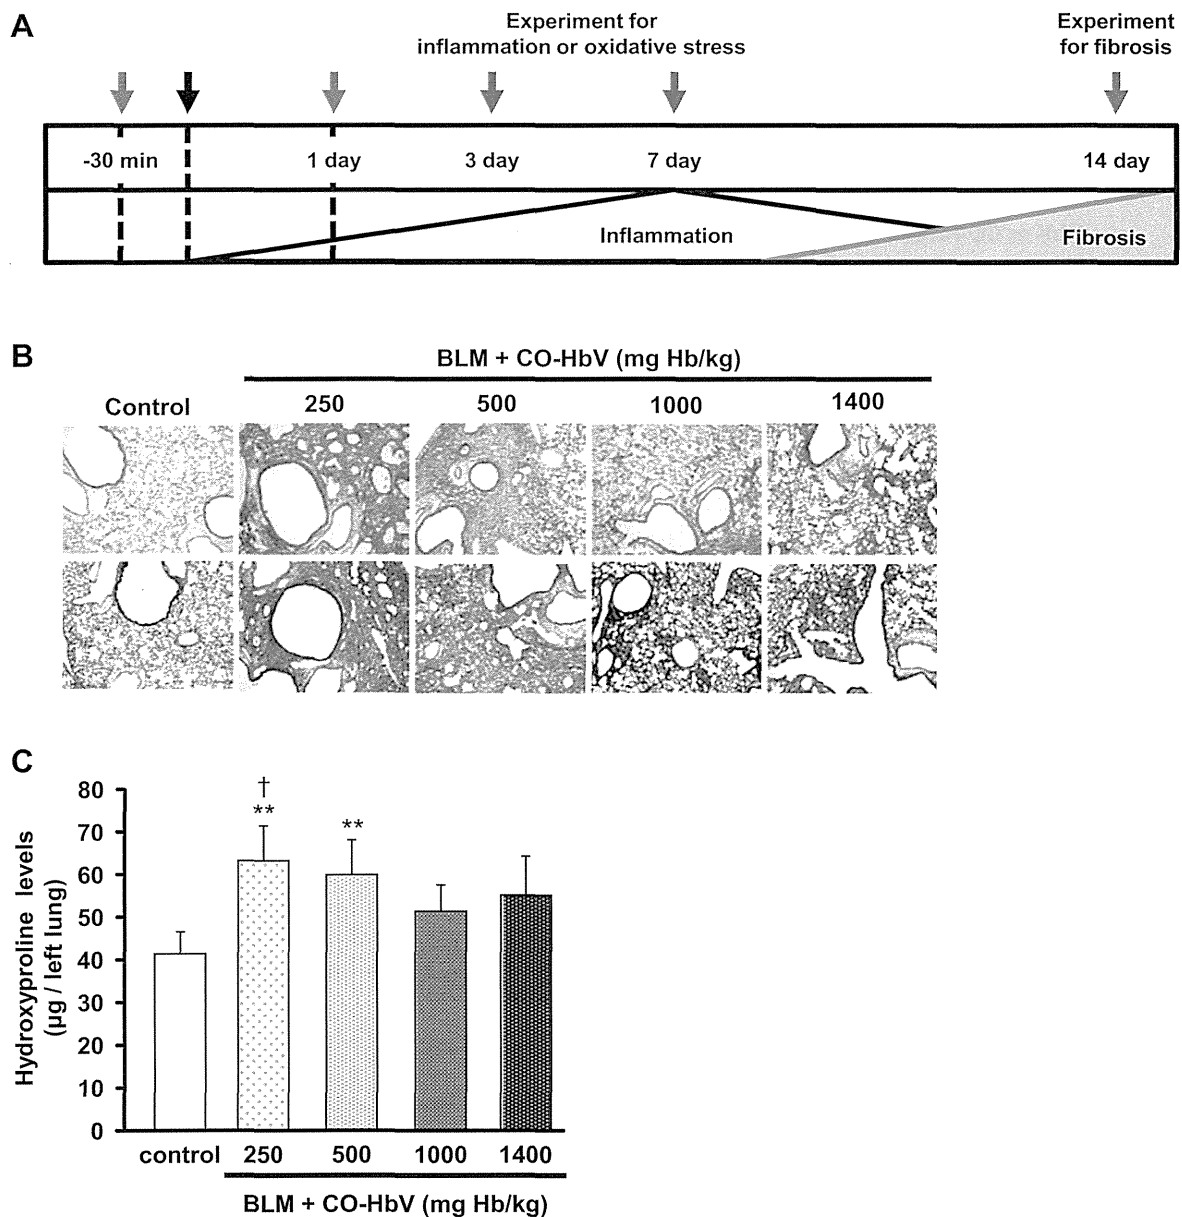 A
Experiment for
inflammation or oxidative stress
Experiment
for fibrosis
-30 min
1 day
3 day
7 day
14 day
Inflammation
Fibrosis
B
BLM + CO-HbV (mg Hb/kg)
Control
250
500
1000
1400
C
Hydroxyproline levels
(µg / left lung)
80
70
60
50
40
30
20
10
0
†
**
**
control
250
500
1000
1400
BLM + CO-HbV (mg Hb/kg)